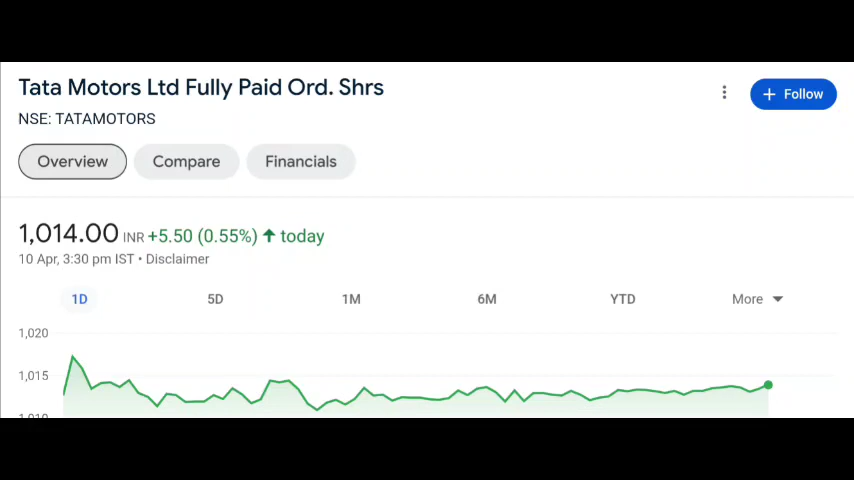 Tata Motors Ltd Fully Paid Ord. Shrs
+ Follow
NSE: TATAMOTORS
Overview Compare Financials
1,014.00 INR +5.50 (0.55%) ↑ today
10 Apr, 3:30 pm IST • Disclaimer
1D 5D 1M 6M YTD More
1,020
1,015
1,010